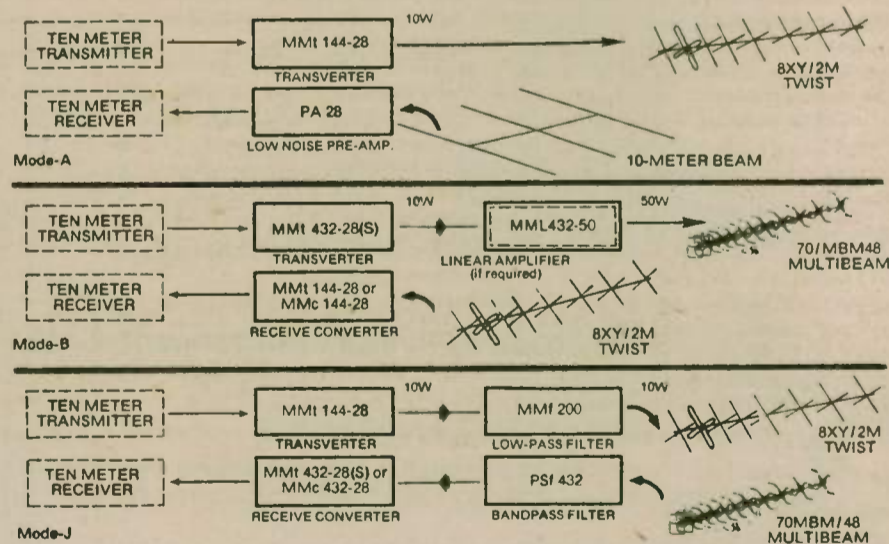 TEN METER
TRANSMITTER
MMt 144-28
TRANSVERTER
10W
8XY/2M
TWIST
TEN METER
RECEIVER
PA 28
LOW NOISE PRE-AMP.
10-METER BEAM
Mode-A
TEN METER
TRANSMITTER
MMt 432-28(S)
TRANSVERTER
10W
MML432-50
LINEAR AMPLIFIER
(if required)
50W
70/MBM48
MULTIBEAM
TEN METER
RECEIVER
MMt 144-28 or
MMc 144-28
RECEIVE CONVERTER
8XY/2M
TWIST
Mode-B
TEN METER
TRANSMITTER
MMt 144-28
TRANSVERTER
10W
MMf 200
LOW-PASS FILTER
10W
8XY/2M
TWIST
TEN METER
RECEIVER
MMt 432-28(S) or
MMc 432-28
RECEIVE CONVERTER
PSf 432
BANDPASS FILTER
70MBM/48
MULTIBEAM
Mode-J